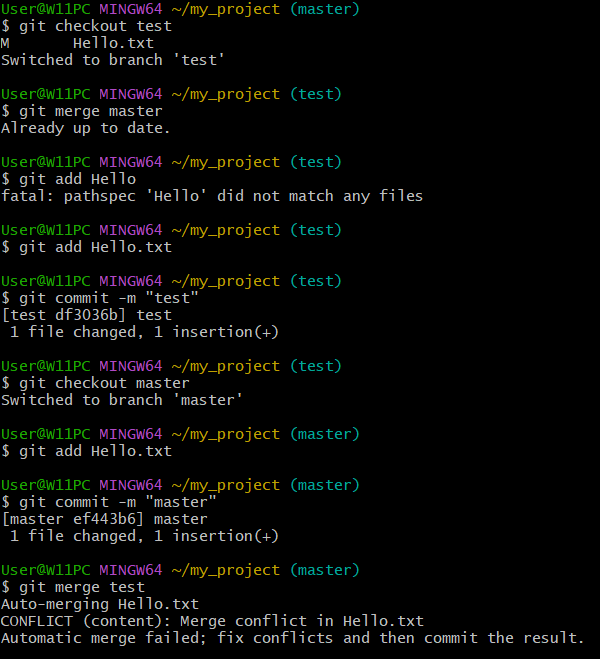 User@W11PC MINGW64 ~/my_project (master)
$ git checkout test
M       Hello.txt
Switched to branch 'test'
User@W11PC MINGW64 ~/my_project (test)
$ git merge master
Already up to date.
User@W11PC MINGW64 ~/my_project (test)
$ git add Hello
fatal: pathspec 'Hello' did not match any files
User@W11PC MINGW64 ~/my_project (test)
$ git add Hello.txt
User@W11PC MINGW64 ~/my_project (test)
$ git commit -m "test"
[test df3036b] test
 1 file changed, 1 insertion(+)
User@W11PC MINGW64 ~/my_project (test)
$ git checkout master
Switched to branch 'master'
User@W11PC MINGW64 ~/my_project (master)
$ git add Hello.txt
User@W11PC MINGW64 ~/my_project (master)
$ git commit -m "master"
[master ef443b6] master
 1 file changed, 1 insertion(+)
User@W11PC MINGW64 ~/my_project (master)
$ git merge test
Auto-merging Hello.txt
CONFLICT (content): Merge conflict in Hello.txt
Automatic merge failed; fix conflicts and then commit the result.